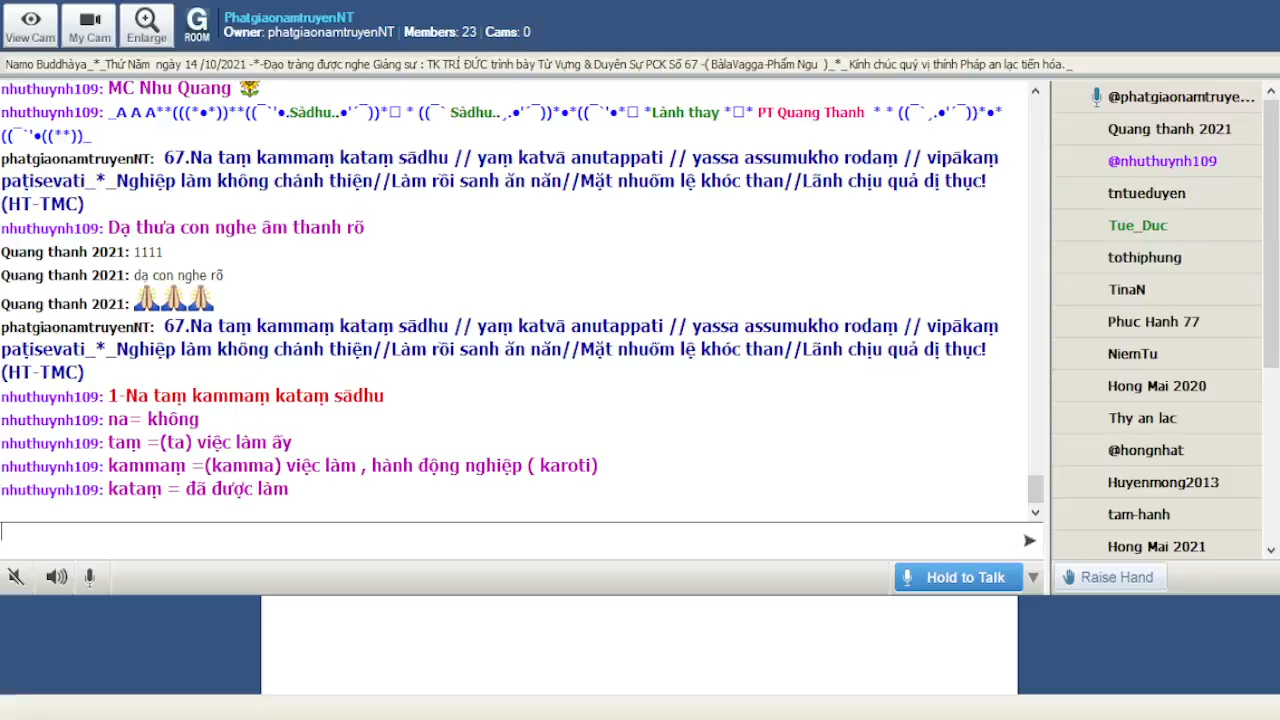 PhatgiaonamtruyenNT
Owner: phatgiaonamtruyenNT | Members: 23 | Cams: 0
View Cam
My Cam
Enlarge
G ROOM
Namo Buddhàya_*_Thứ Năm ngày 14 /10/2021 -*-Đạo tràng được nghe Giảng sư : TK TRÍ ĐỨC trình bày Từ Vựng & Duyên Sự PCK Số 67 -( BàlaVagga-Phẩm Ngu )_*_Kính chúc quý vị thính Pháp an lạc tiến hóa._
nhuthuynh109: MC Nhu Quang
nhuthuynh109: _A A A**(((*•*))**((¯`'•.Sàdhu..•'´¯))*□ * ((¯` Sàdhu..¸.•'´¯))*•*((¯`'•*□ *Lành thay *□* PT Quang Thanh * * ((¯`¸.•'´¯))*•*
((¯`'•((**))_
phatgiaonamtruyenNT: 67.Na taṃ kammaṃ kataṃ sādhu // yaṃ katvā anutappati // yassa assumukho rodaṃ // vipākaṃ
paṭisevati_*_Nghiệp làm không chánh thiện//Làm rồi sanh ăn năn//Mặt nhuốm lệ khóc than//Lãnh chịu quả dị thục!
(HT-TMC)
nhuthuynh109: Dạ thưa con nghe âm thanh rõ
Quang thanh 2021: 1111
Quang thanh 2021: dạ con nghe rõ
Quang thanh 2021:
phatgiaonamtruyenNT: 67.Na taṃ kammaṃ kataṃ sādhu // yaṃ katvā anutappati // yassa assumukho rodaṃ // vipākaṃ
paṭisevati_*_Nghiệp làm không chánh thiện//Làm rồi sanh ăn năn//Mặt nhuốm lệ khóc than//Lãnh chịu quả dị thục!
(HT-TMC)
nhuthuynh109: 1-Na taṃ kammaṃ kataṃ sādhu
nhuthuynh109: na= không
nhuthuynh109: taṃ =(ta) việc làm ấy
nhuthuynh109: kammaṃ =(kamma) việc làm , hành động nghiệp ( karoti)
nhuthuynh109: kataṃ = đã được làm
@phatgiaonamtruye...
Quang thanh 2021
@nhuthuynh109
tntueduyen
Tue_Duc
tothiphung
TinaN
Phuc Hanh 77
NiemTu
Hong Mai 2020
Thy an lac
@hongnhat
Huyenmong2013
tam-hanh
Hong Mai 2021
Hold to Talk
Raise Hand